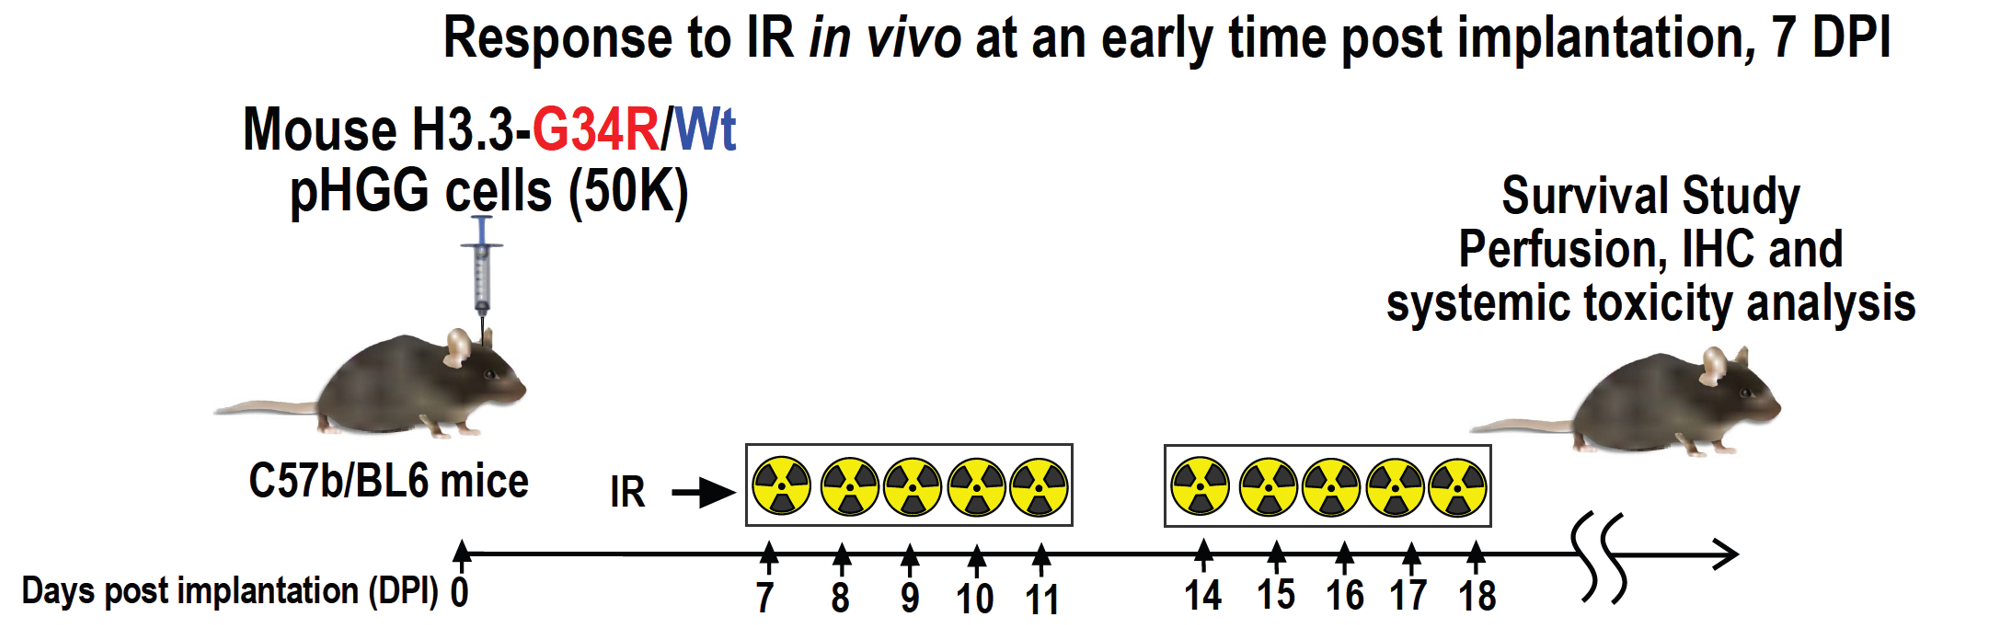 Response to IR in vivo at an early time post implantation, 7 DPI
Mouse H3.3-G34R/Wt
pHGG cells (50K)
Survival Study
Perfusion, IHC and
systemic toxicity analysis
C57b/BL6 mice
IR
Days post implantation (DPI) 0 7 8 9 10 11 14 15 16 17 18